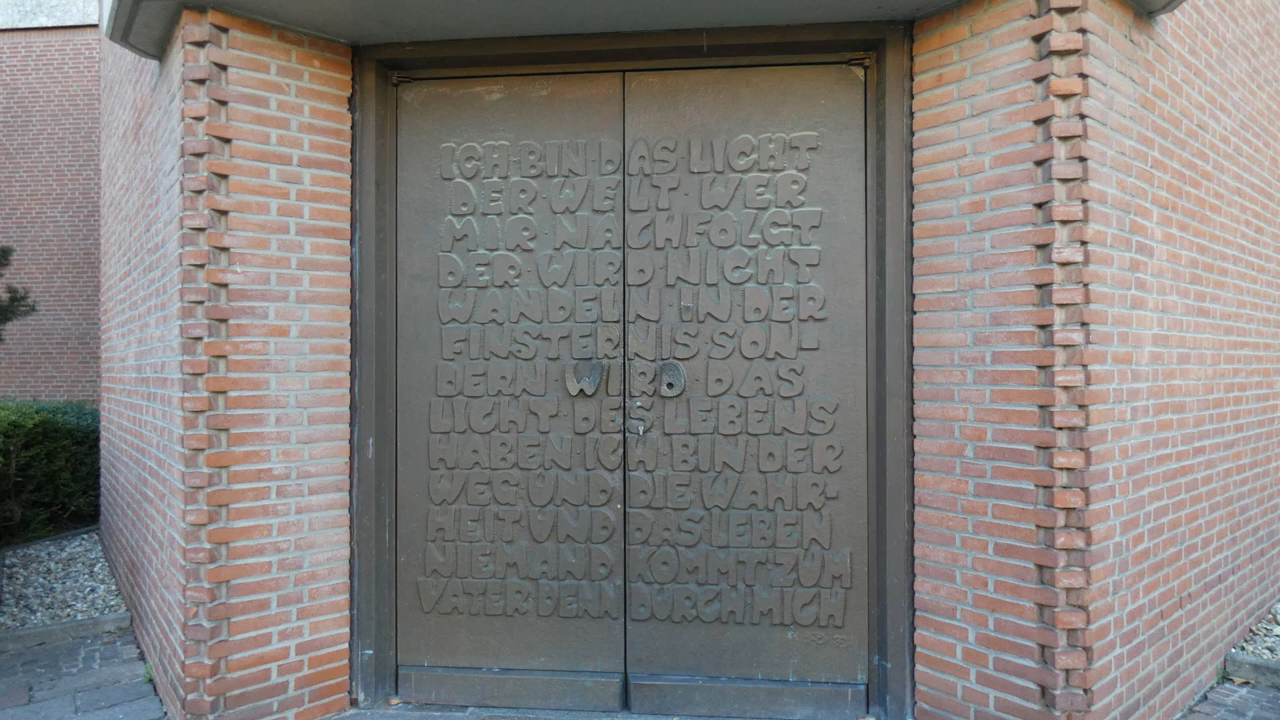 ICH·BIN·DAS·LICHT
DER·WELT·WER
MIR·NACHFOLGT
DER·WIRD·NICHT
WANDELN·IN·DER
FINSTERNIS·SON-
DERN·WIRD·DAS
LICHT·DES·LEBENS
HABEN·ICH·BIN·DER
WEG·UND·DIE·WAHR-
HEIT·UND·DAS·LEBEN
NIEMAND·KOMMT·ZUM
VATER·DENN·DURCH·MICH